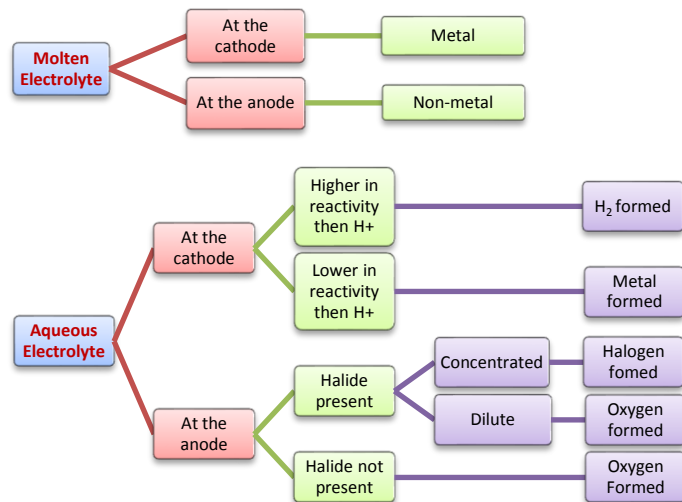 Molten
Electrolyte
At the
cathode
Metal
At the anode
Non-metal
Aqueous
Electrolyte
At the
cathode
Higher in
reactivity
then H+
H₂ formed
Lower in
reactivity
then H+
Metal
formed
At the
anode
Halide
present
Concentrated
Halogen
fomed
Dilute
Oxygen
formed
Halide not
present
Oxygen
Formed